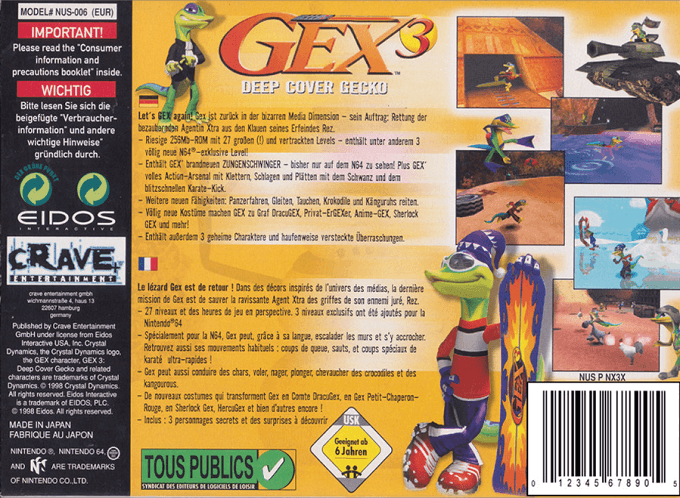 MODEL# NUS-006 (EUR)
IMPORTANT!
Please read the "Consumer
information and
precautions booklet" inside.
WICHTIG
Bitte lesen Sie sich die
beigefügte "Verbraucher-
information" und andere
wichtige Hinweise"
gründlich durch.
DER GRÜNE PUNKT
EIDOS
INTERACTIVE
CRAVE
ENTERTAINMENT
crave entertainment gmbh
wichmannstraße 4, haus 13
22607 hamburg
germany
Published by Crave Entertainment
GmbH under license from Eidos
Interactive USA, Inc. Crystal
Dynamics, the Crystal Dynamics logo,
the GEX character, GEX 3:
Deep Cover Gecko and related
characters are trademarks of Crystal
Dynamics. © 1998 Crystal Dynamics.
All rights reserved. Eidos Interactive
is a trademark of EIDOS, PLC.
© 1998 Eidos. All rights reserved.
MADE IN JAPAN
FABRIQUE AU JAPON
NINTENDO ®, NINTENDO 64,
AND ARE TRADEMARKS
OF NINTENDO CO., LTD.
GEX 3
TM
DEEP COVER GECKO
Let's GEX again! Gex ist zurück in der bizarren Media Dimension – sein Auftrag: Rettung der
bezaubernden Agentin Xtra aus den Klauen seines Erfeindes Rez.
– Riesige 256Mb-ROM mit 27 großen (!) und vertrackten Levels – enthält unter anderem 3
völlig neue N64®-exclusive Level!
– Enthält GEX' brandneuen ZUNGENSCHWINGER – bisher nur auf dem N64 zu sehen! Plus GEX'
volles Action-Arsenal mit Klettern, Schlagen und Plätten mit dem Schwanz und dem
blitzschnellen Karate-Kick.
– Weitere neuen Fähigkeiten: Panzerfahren, Gleiten, Tauchen, Krokodile und Känguruhs reiten.
– Völlig neue Kostüme machen GEX zu Graf DracuGEX, Privat-ErGEXer, Anime-GEX, Sherlock
GEX und mehr!
– Enthält außerdem 3 geheime Charaktere und haufenweise versteckte Überraschungen.
Le lézard Gex est de retour ! Dans des décors inspirés de l'univers des médias, la dernière
mission de Gex est de sauver la ravissante Agent Xtra des griffes de son ennemi juré, Rez.
– 27 niveaux et des heures de jeu en perspective. 3 niveaux exclusifs ont été ajoutés pour la
Nintendo®64
– Spécialement pour la N64, Gex peut, grâce à sa langue, escalader les murs et s'y accrocher.
Retrouvez aussi ses mouvements habituels : coups de queue, sauts, et coups spéciaux de
karaté ultra-rapides !
– Gex peut aussi conduire des chars, voler, nager, plonger, chevaucher des crocodiles et des
kangourous.
– De nouveaux costumes qui transforment Gex en Comte DracuGex, en Gex Petit-Chaperon-
Rouge, en Sherlock Gex, HercuGex et bien d'autres encore !
– Inclus : 3 personnages secrets et des surprises à découvrir
TOUS PUBLICS
SYNDICAT DES EDITEURS DE LOGICIELS DE LOISIR
USK
Geeignet ab
6 Jahren
NUS P NX3X
0 12345 67890 5